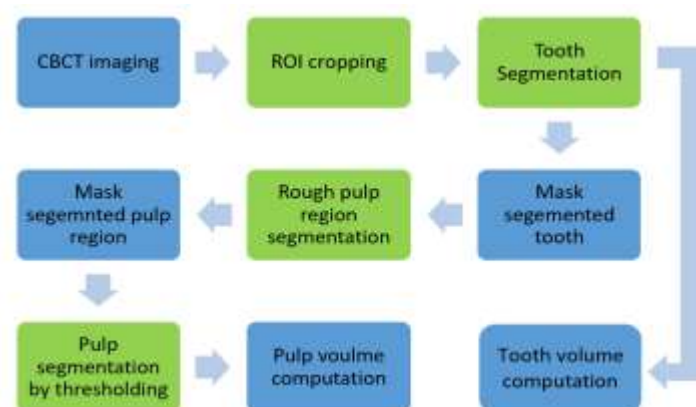 CBCT imaging
ROI cropping
Tooth
Segmentation
Mask
segemented
tooth
Rough pulp
region
segmentation
Mask
segemnted pulp
region
Pulp
segmentation
by thresholding
Pulp voulme
computation
Tooth volume
computation